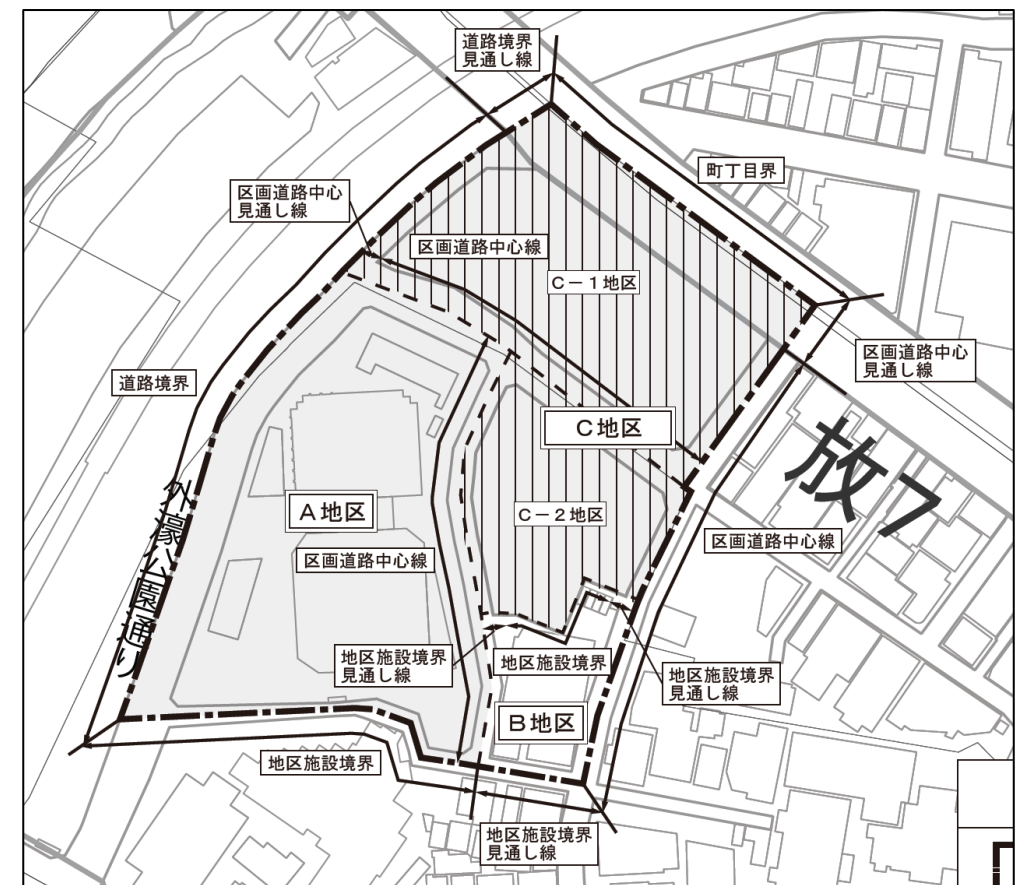 道路境界
見通し線
町丁目界
区画道路中心
見通し線
区画道路中心線
C－1地区
区画道路中心
見通し線
道路境界
C地区
放7
A地区
C－2地区
外濠公園通り
区画道路中心線
区画道路中心線
地区施設境界
見通し線
地区施設境界
地区施設境界
見通し線
B地区
地区施設境界
地区施設境界
見通し線